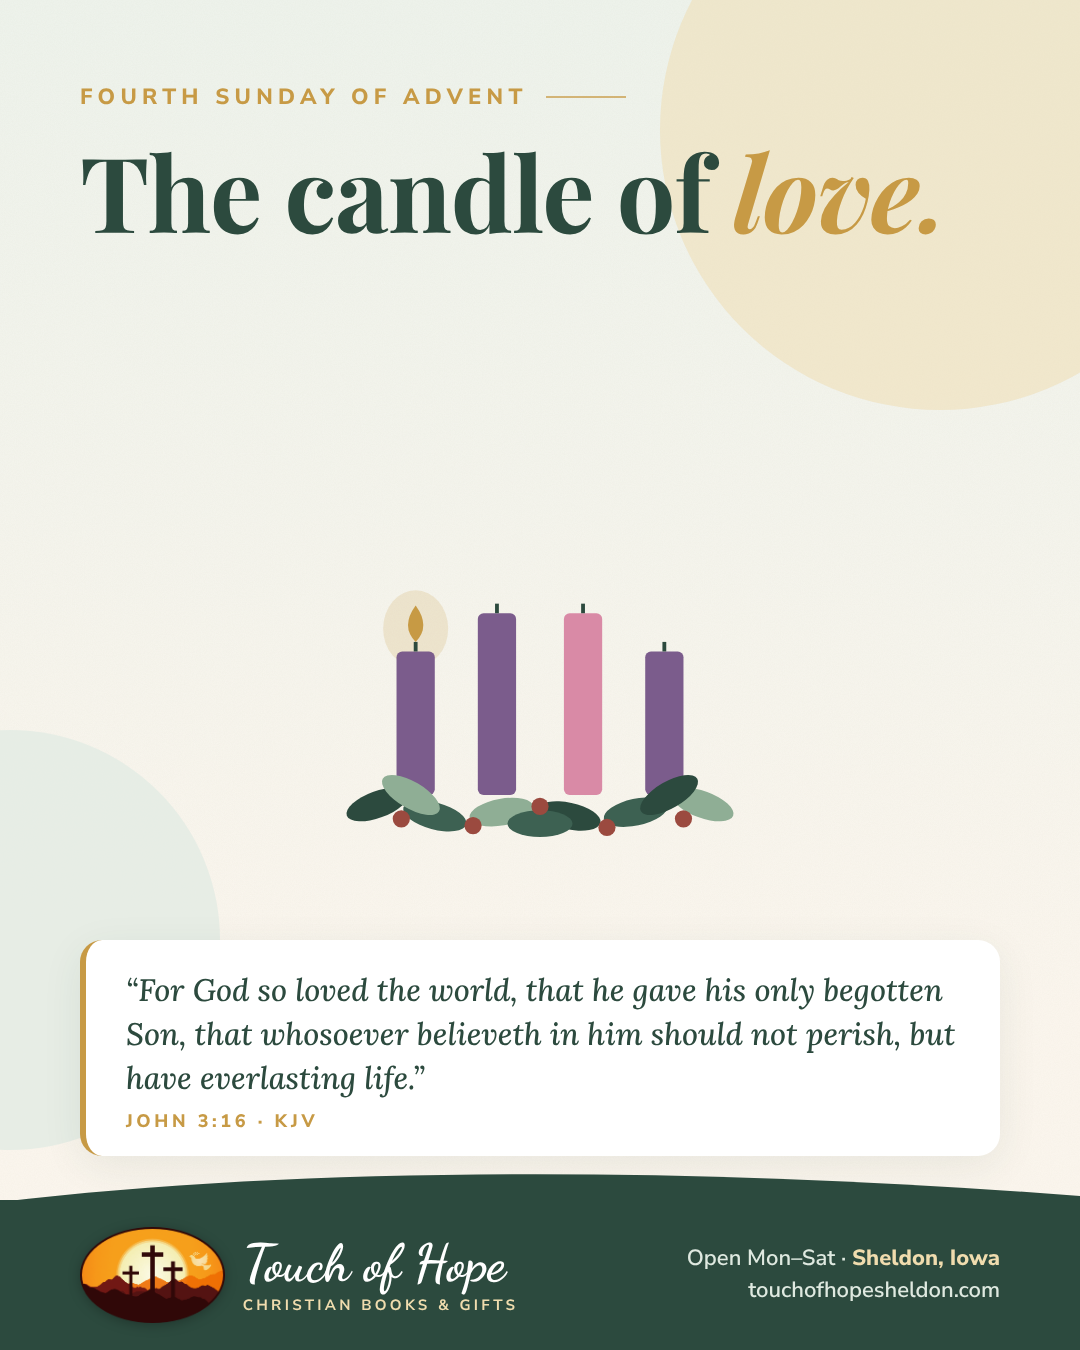 FOURTH SUNDAY OF ADVENT
The candle of love.
“For God so loved the world, that he gave his only begotten
Son, that whosoever believeth in him should not perish, but
have everlasting life.”
JOHN 3:16 · KJV
Touch of Hope
CHRISTIAN BOOKS & GIFTS
Open Mon–Sat · Sheldon, Iowa
touchofhopesheldon.com